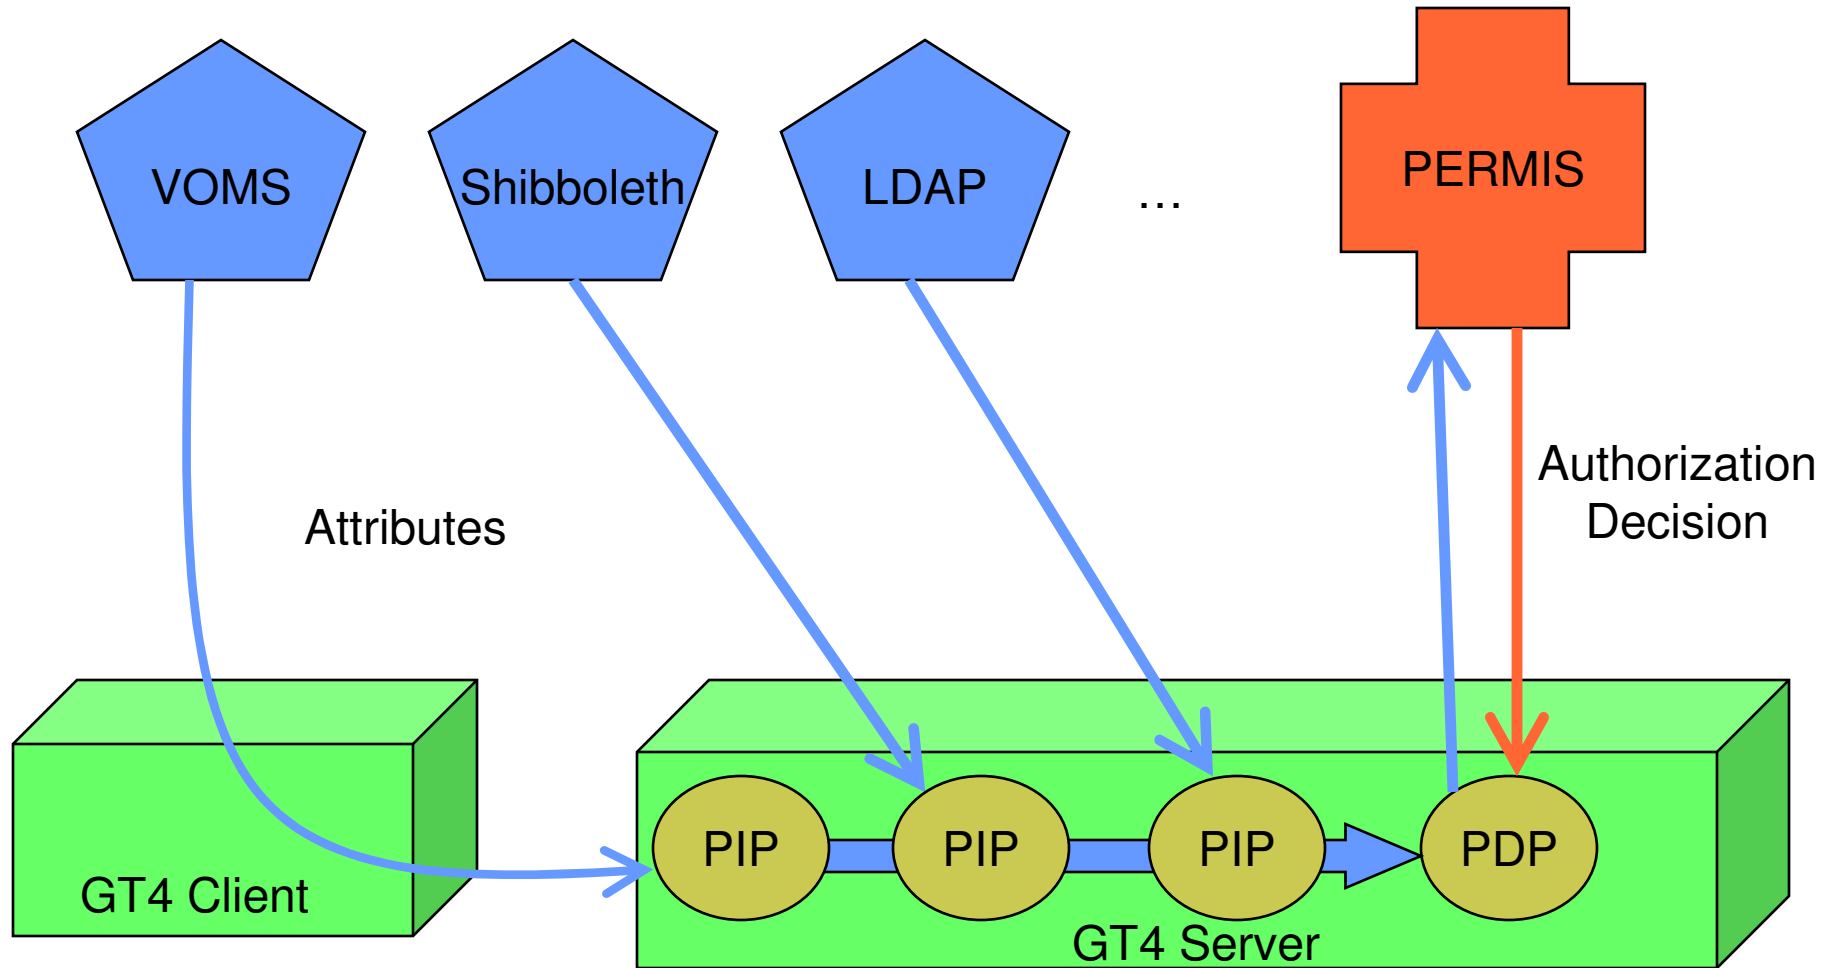 VOMS
Shibboleth
LDAP
...
PERMIS
Attributes
Authorization
Decision
GT4 Client
PIP
PIP
PIP
PDP
GT4 Server